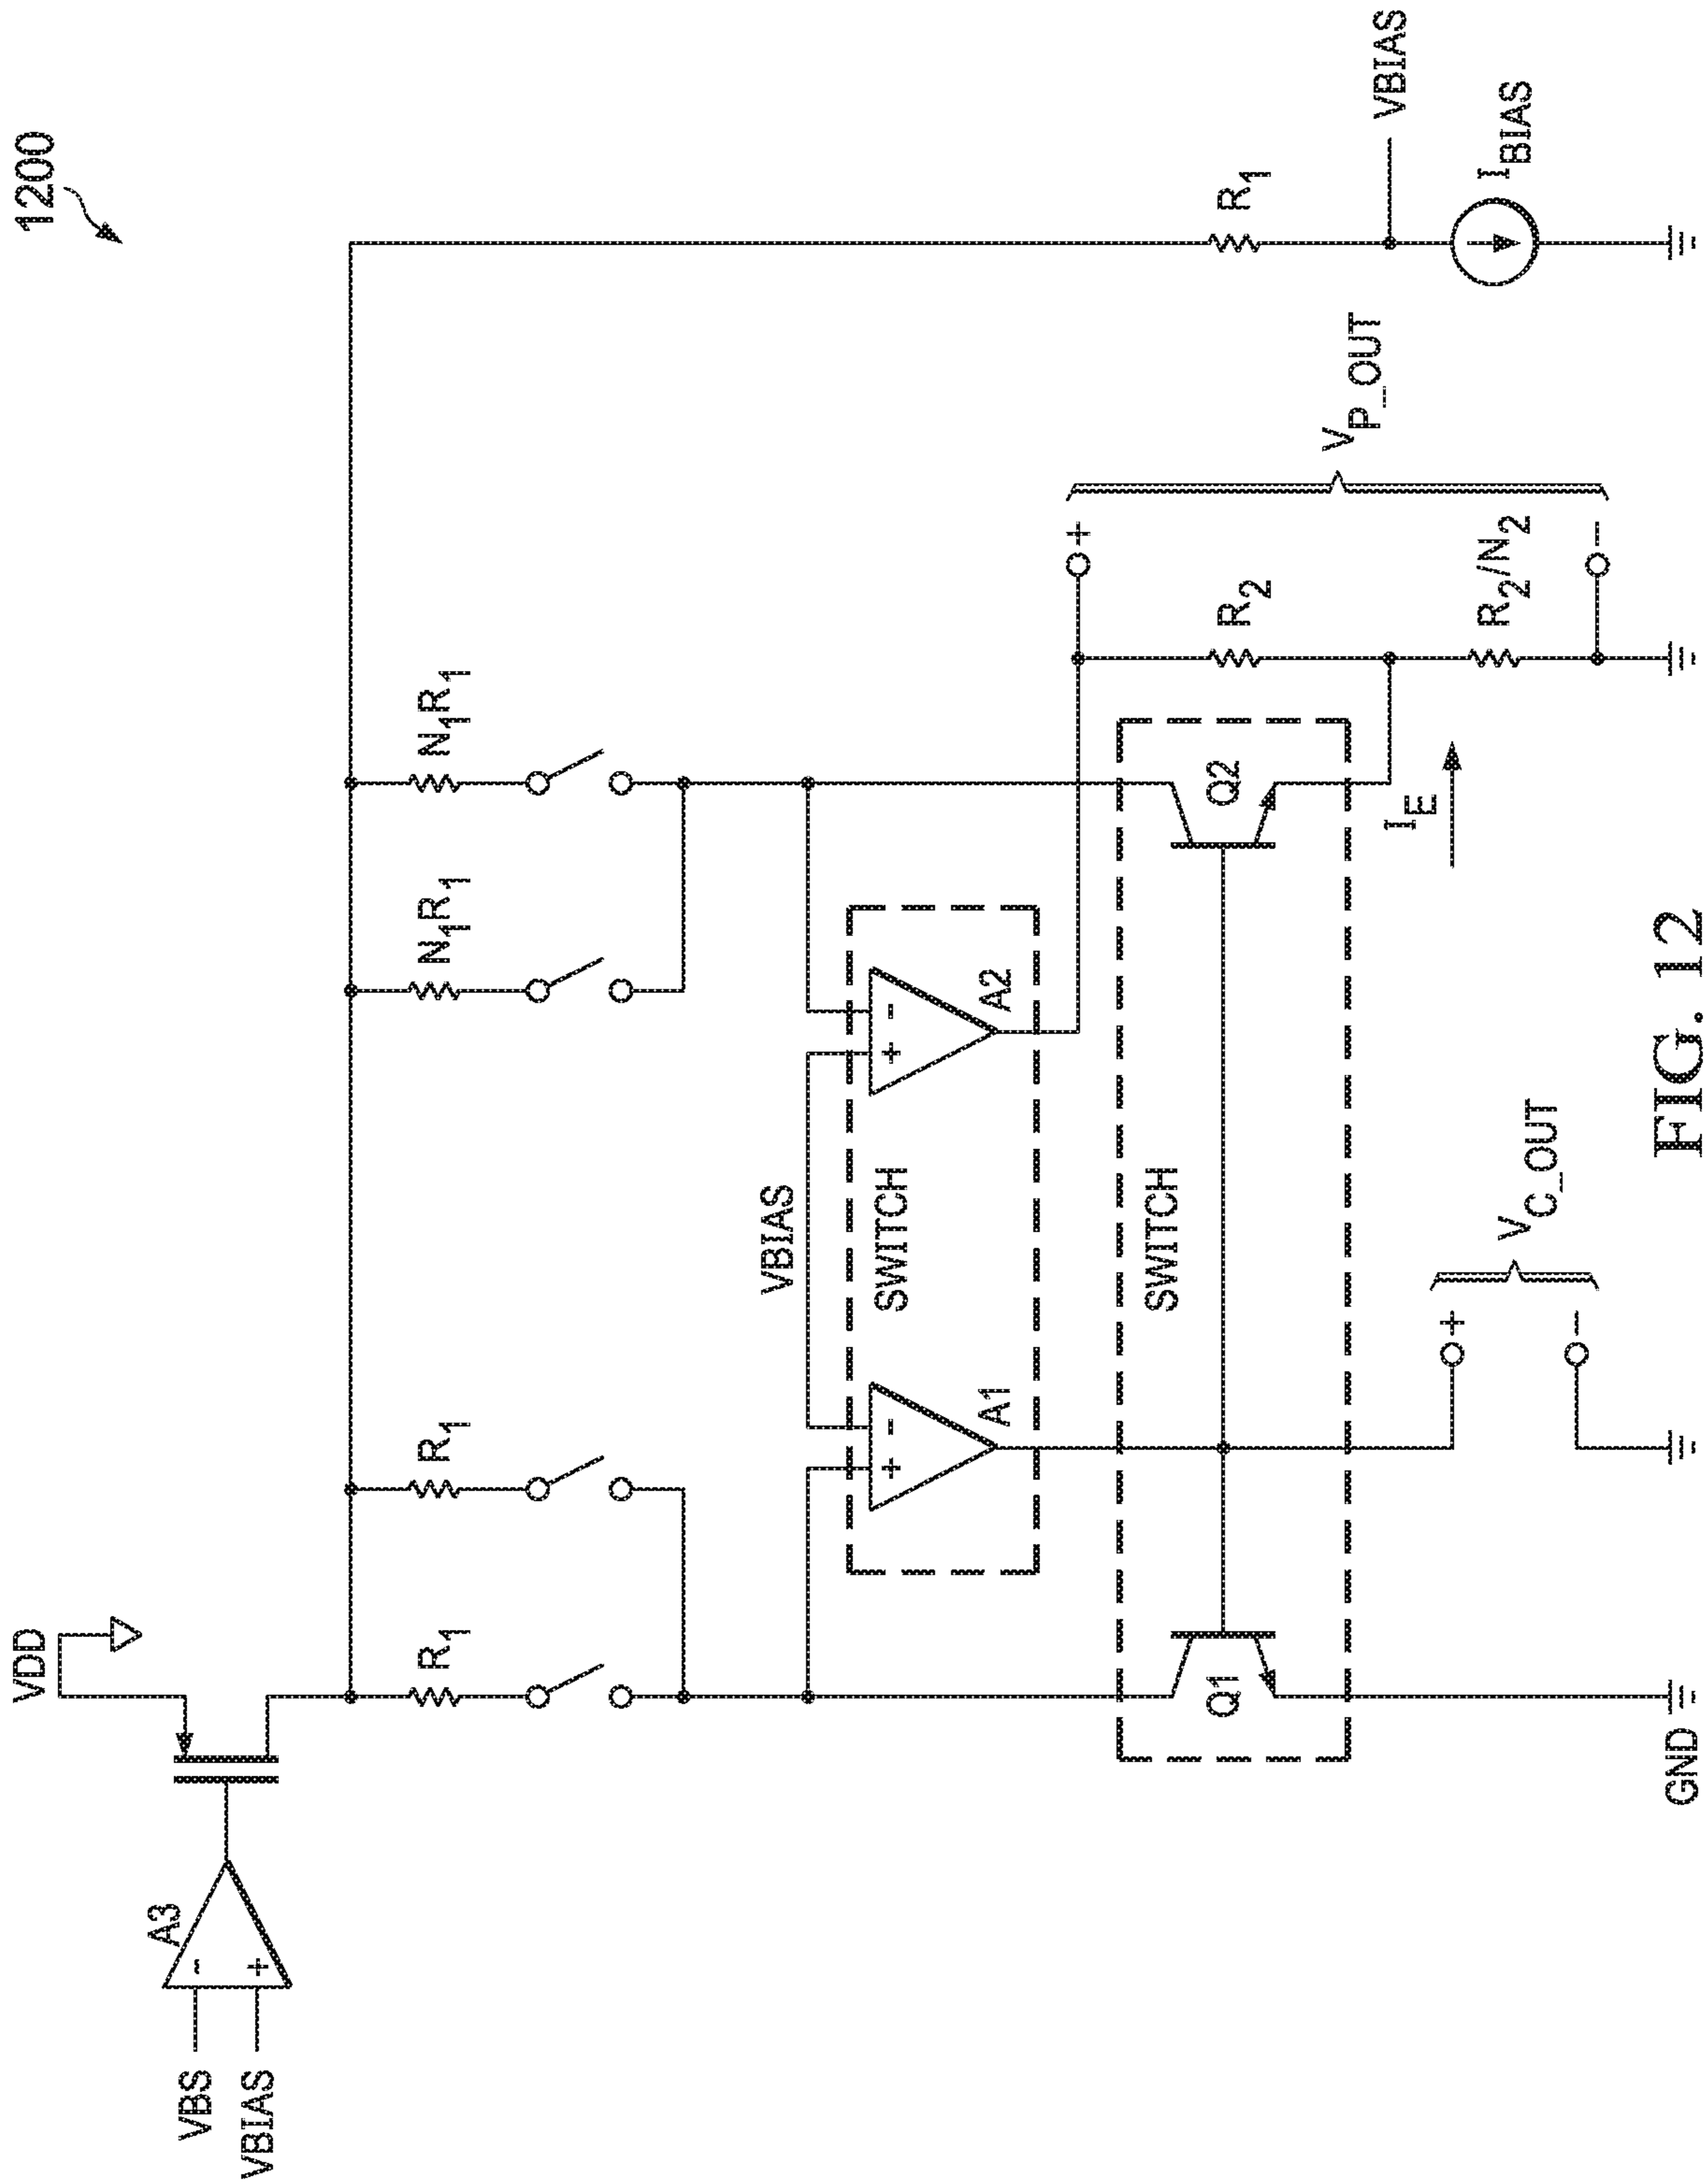 1200
VDD
A3
-
+
VBS
VBIAS
R1
R1
N1R1
N1R1
VBIAS
SWITCH
+
-
A1
+
-
A2
SWITCH
Q1
Q2
IE
+
-
VC_OUT
+
-
VP_OUT
R2
R2/N2
R1
VBIAS
IBIAS
GND
FIG. 12